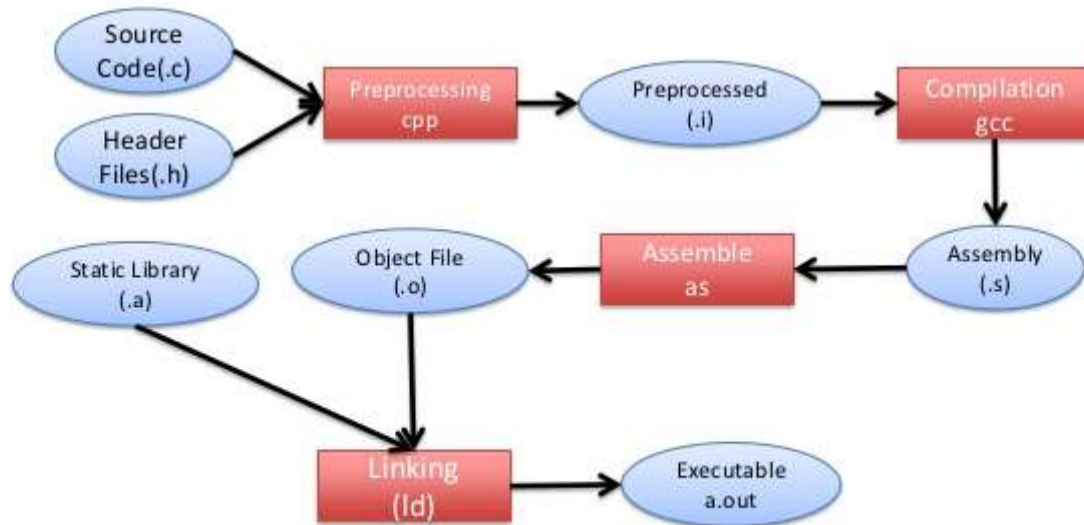 Source
Code(.c)
Header
Files(.h)
Preprocessing
cpp
Preprocessed
(.i)
Compilation
gcc
Assembly
(.s)
Assemble
as
Object File
(.o)
Static Library
(.a)
Linking
(ld)
Executable
a.out